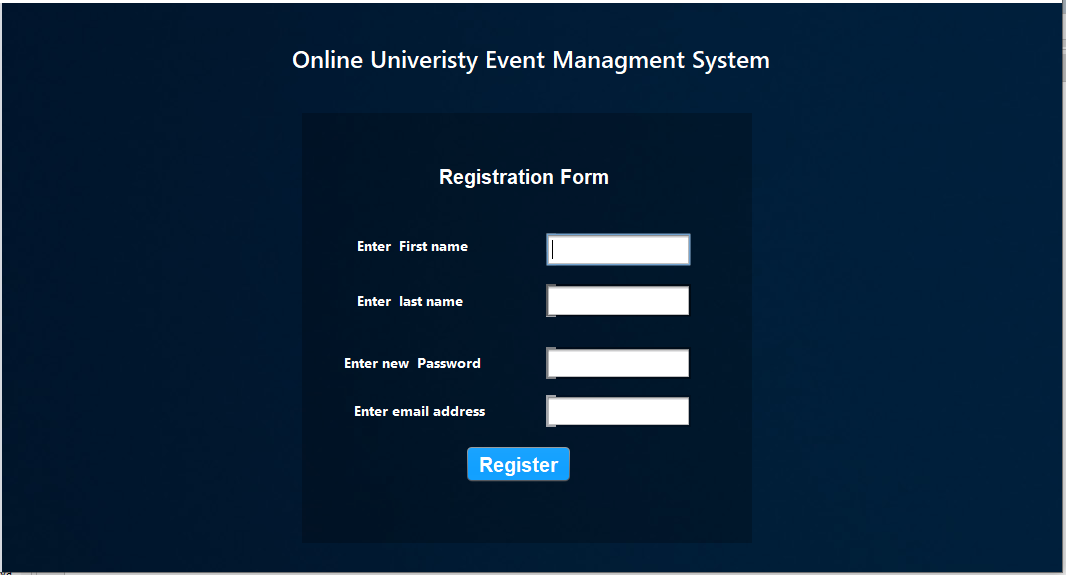 Online Univeristy Event Managment System
Registration Form
Enter  First name
Enter  last name
Enter new  Password
Enter email address
Register